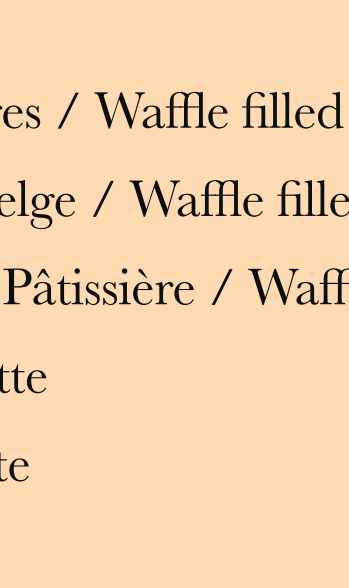 res / Waffle filled
elge / Waffle fille
Pâtissière / Waff
tte
te